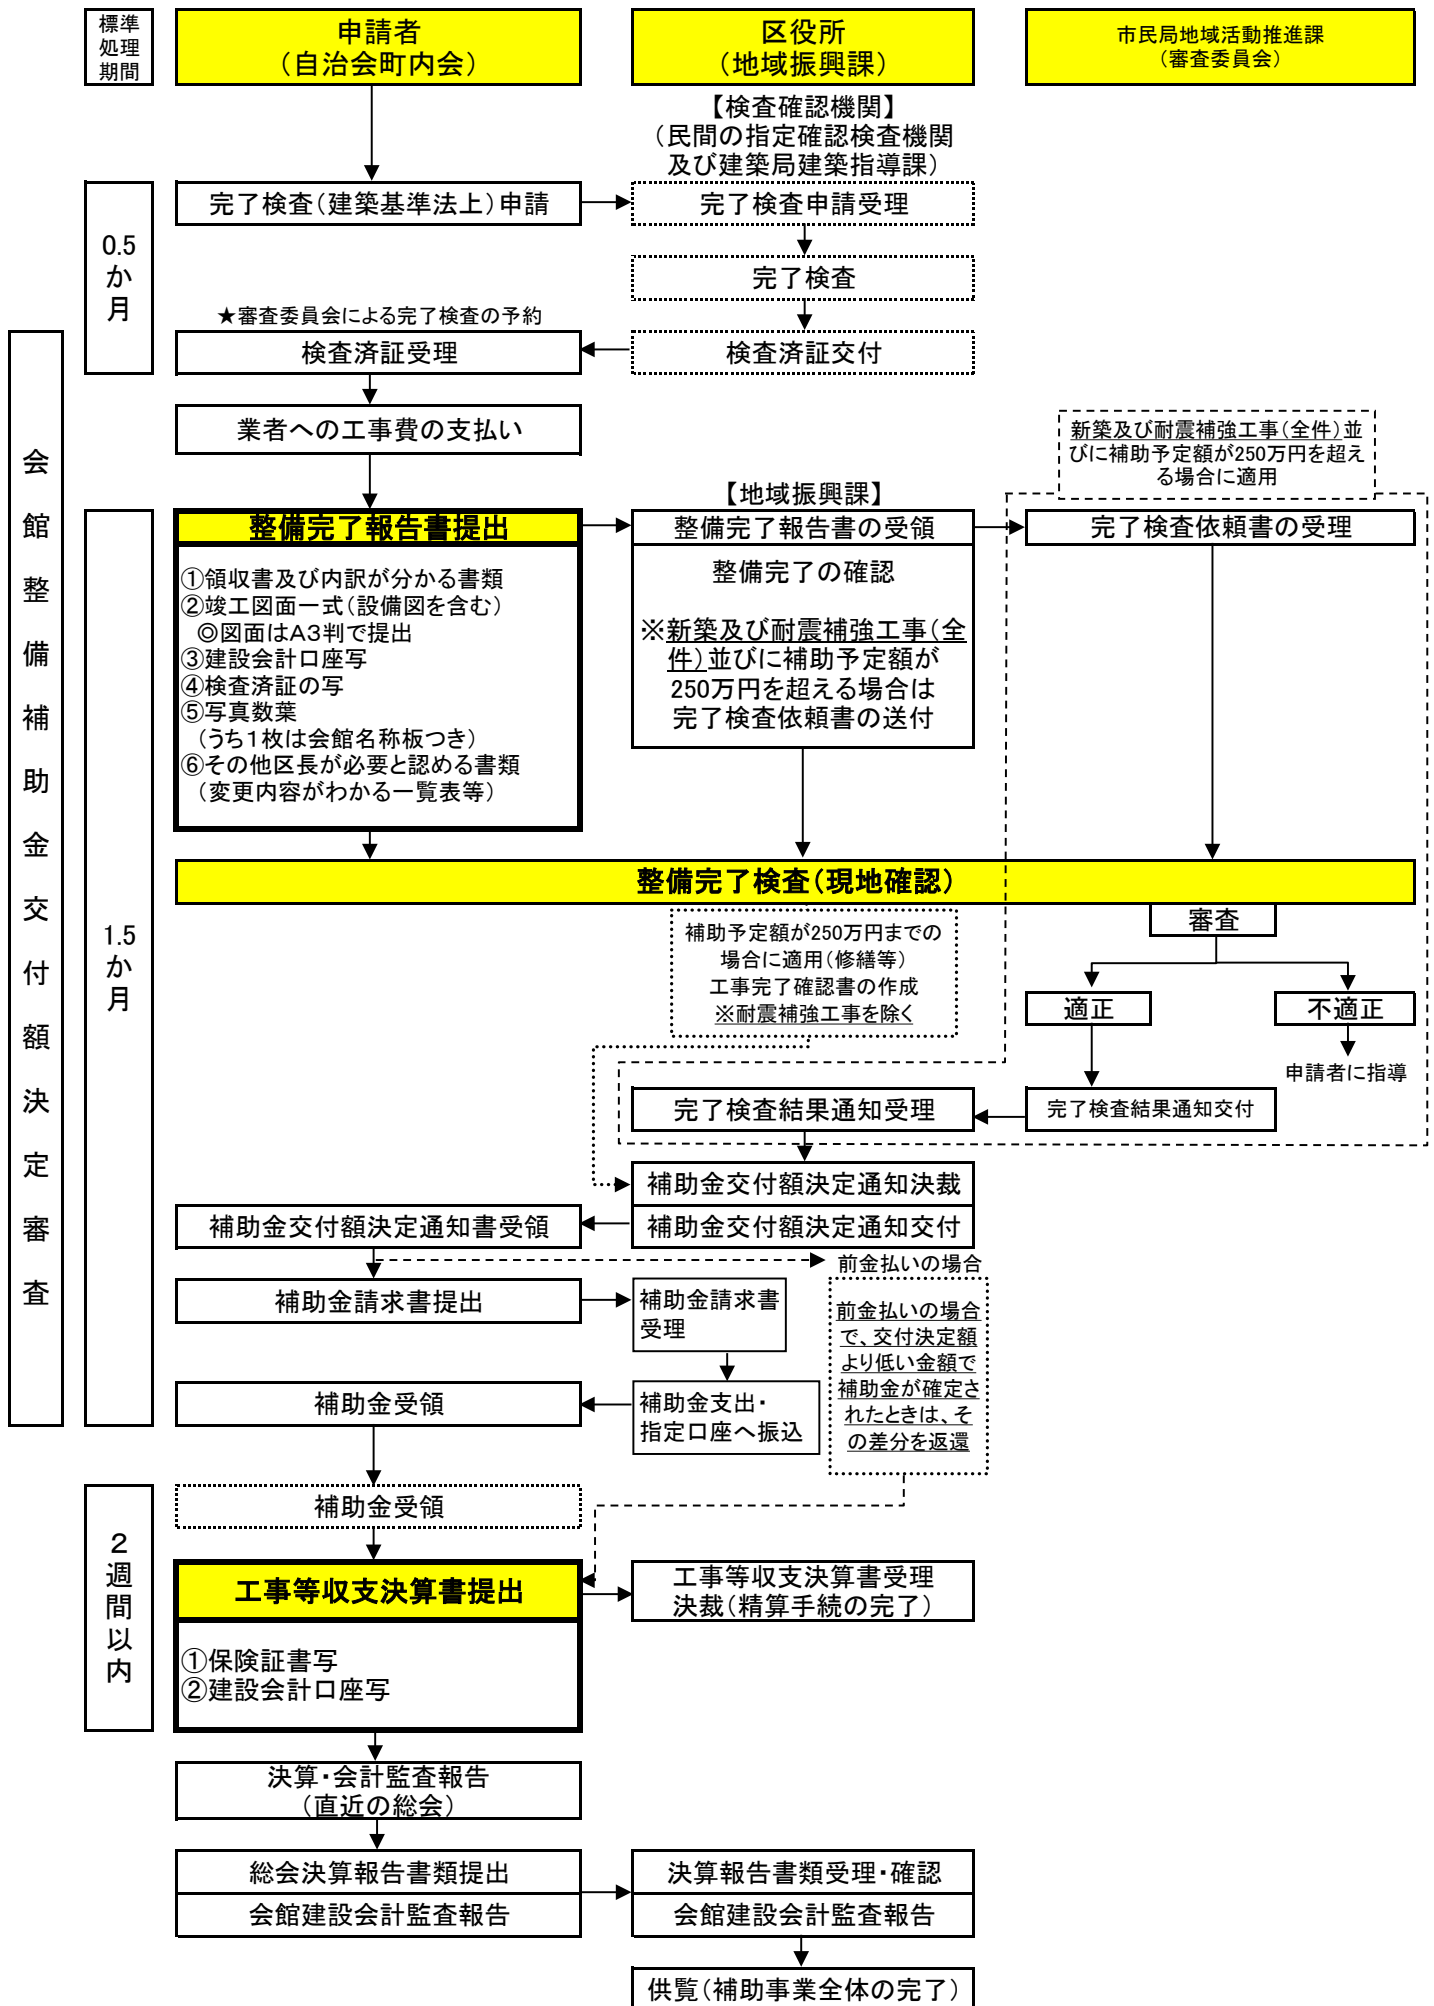 標準
処理
期間
申請者
（自治会町内会）
区役所
（地域振興課）
市民局地域活動推進課
（審査委員会）
【検査確認機関】
（民間の指定確認検査機関
及び建築局建築指導課）
0.5
か
月
完了検査（建築基準法上）申請
完了検査申請受理
完了検査
★審査委員会による完了検査の予約
検査済証受理
検査済証交付
業者への工事費の支払い
新築及び耐震補強工事（全件）並
びに補助予定額が250万円を超え
る場合に適用
会
館
整
備
補
助
金
交
付
額
決
定
審
査
1.5
か
月
【地域振興課】
整備完了報告書提出
整備完了報告書の受領
完了検査依頼書の受理
①領収書及び内訳が分かる書類
②竣工図面一式（設備図を含む）
◎図面はＡ３判で提出
③建設会計口座写
④検査済証の写
⑤写真数葉
（うち１枚は会館名称板つき）
⑥その他区長が必要と認める書類
（変更内容がわかる一覧表等）
整備完了の確認
※新築及び耐震補強工事（全
件）並びに補助予定額が
250万円を超える場合は
完了検査依頼書の送付
整備完了検査（現地確認）
補助予定額が250万円までの
場合に適用（修繕等）
工事完了確認書の作成
※耐震補強工事を除く
審査
適正
不適正
申請者に指導
完了検査結果通知受理
完了検査結果通知交付
補助金交付額決定通知決裁
補助金交付額決定通知書受領
補助金交付額決定通知交付
前金払いの場合
補助金請求書提出
補助金請求書
受理
前金払いの場合
で、交付決定額
より低い金額で
補助金が確定さ
れたときは、そ
の差分を返還
補助金受領
補助金支出・
指定口座へ振込
２
週
間
以
内
補助金受領
工事等収支決算書提出
工事等収支決算書受理
決裁（精算手続の完了）
①保険証書写
②建設会計口座写
決算・会計監査報告
（直近の総会）
総会決算報告書類提出
決算報告書類受理・確認
会館建設会計監査報告
会館建設会計監査報告
供覧（補助事業全体の完了）